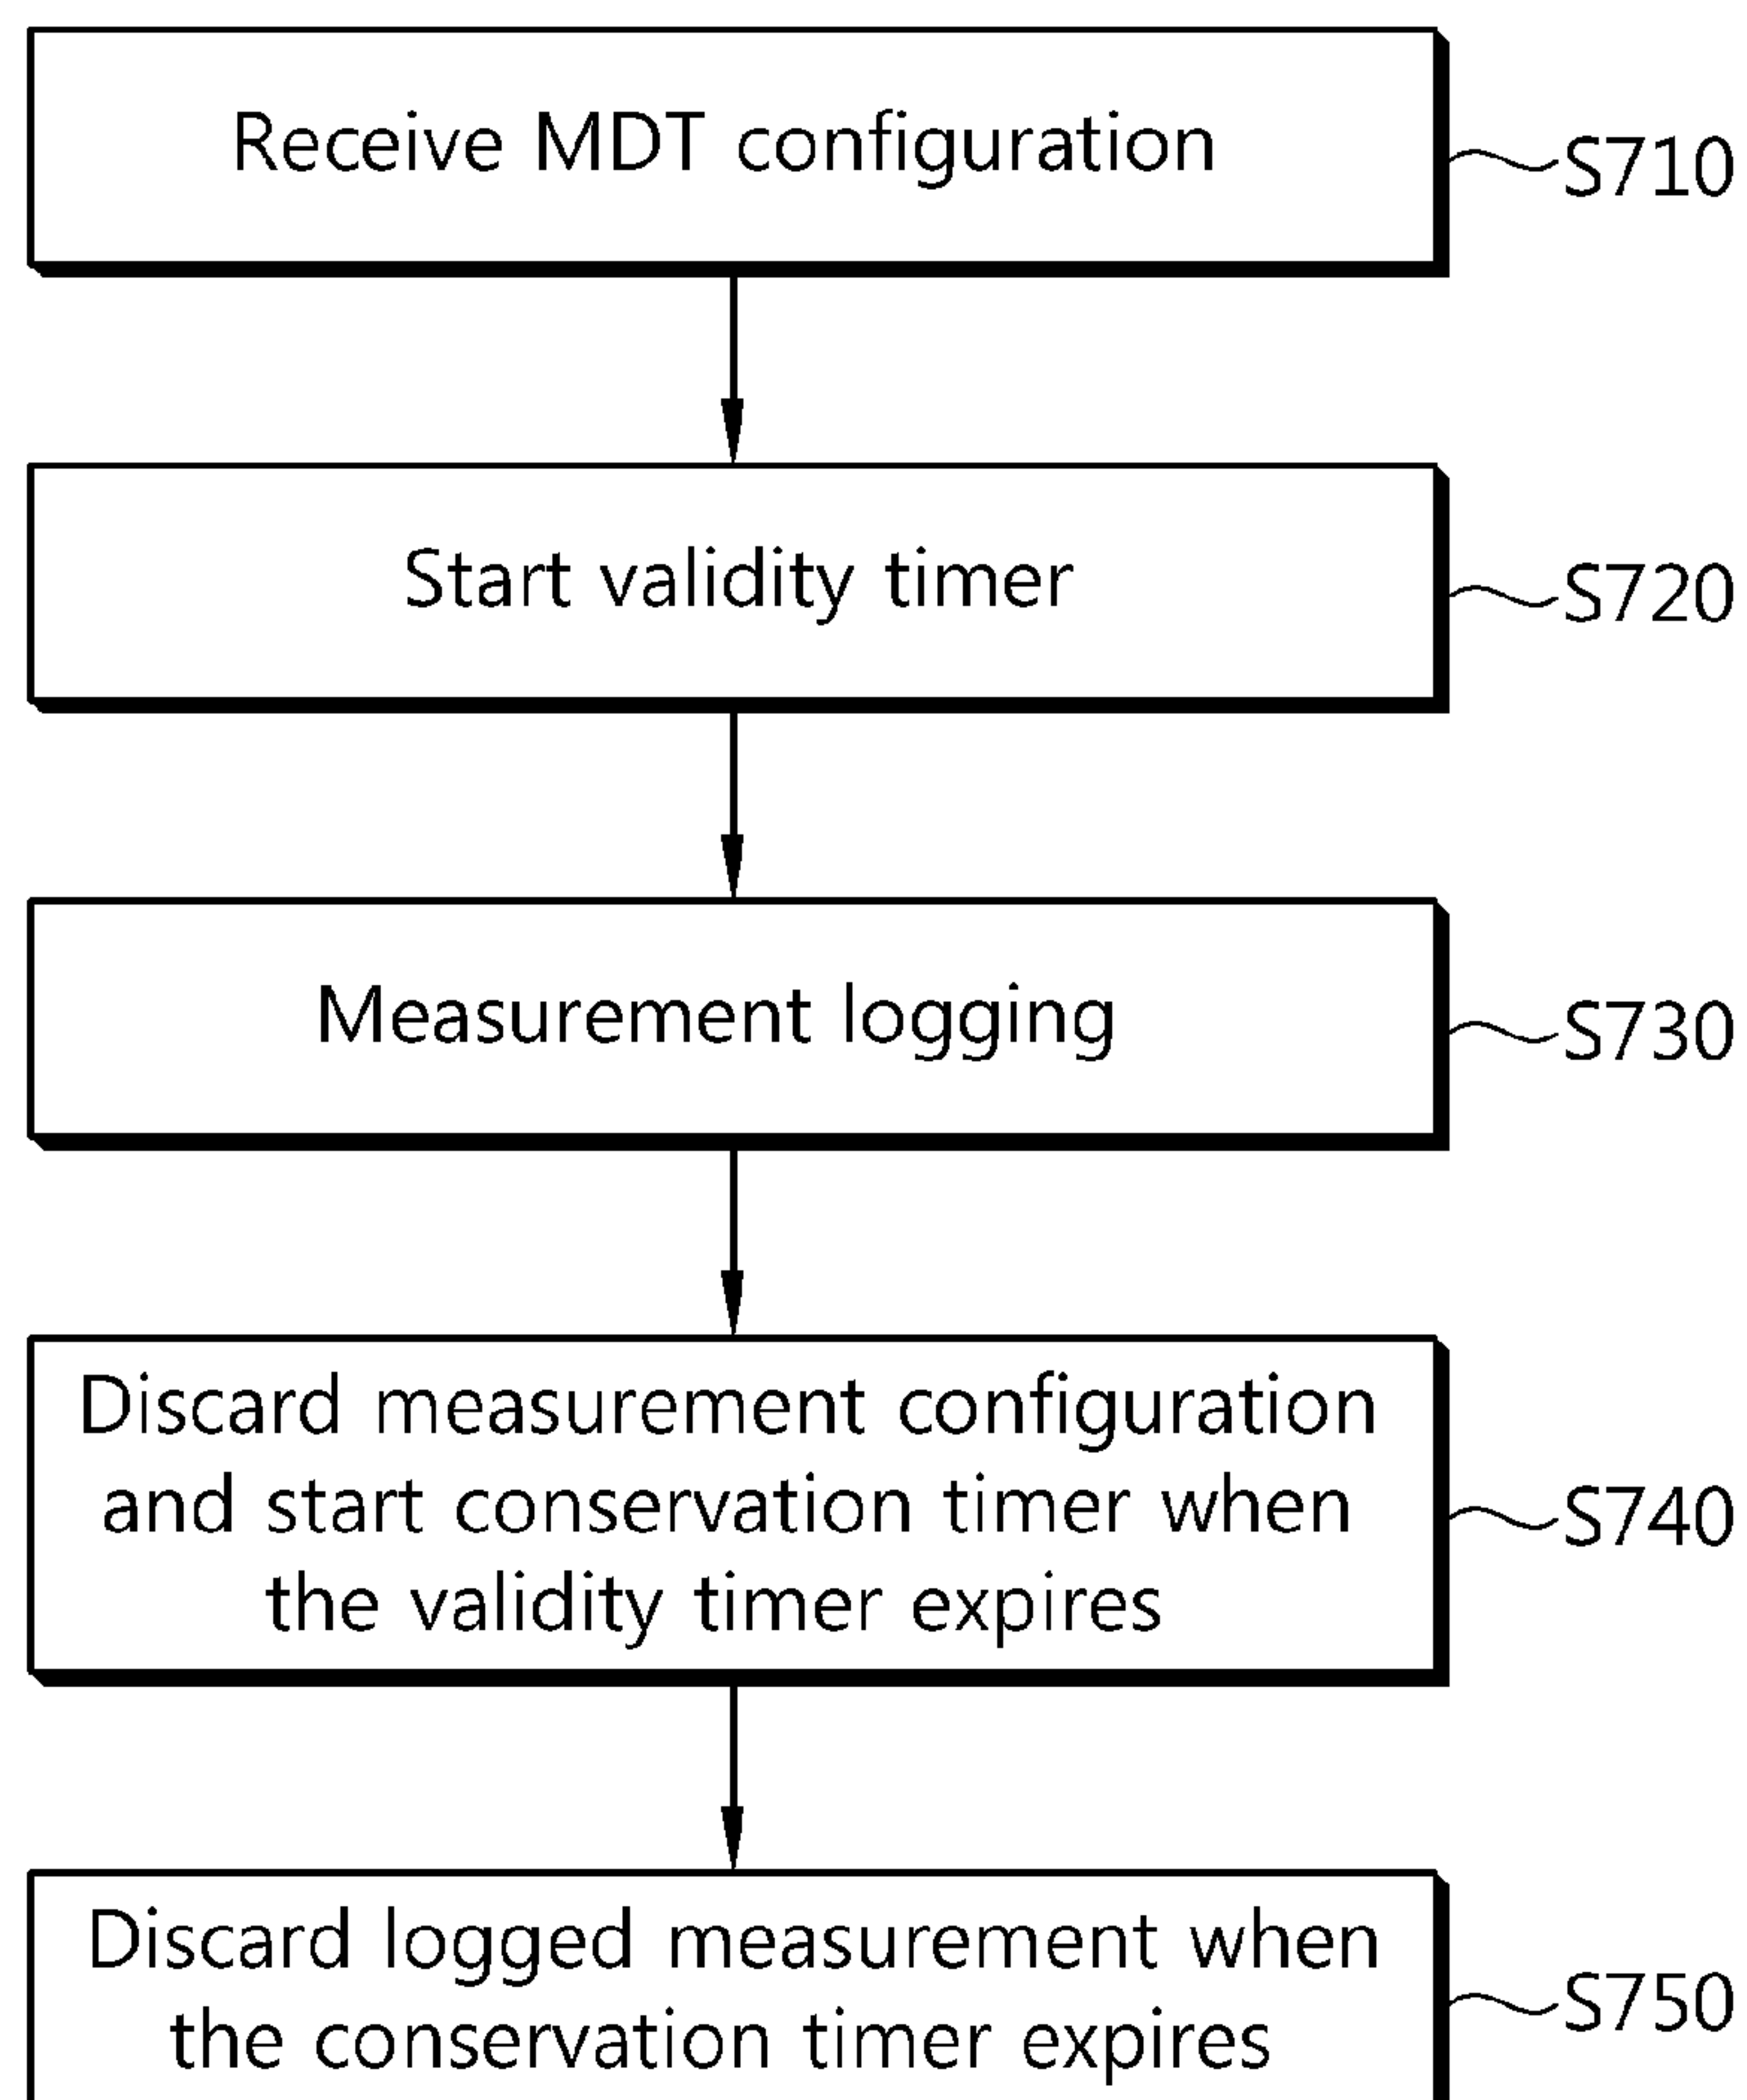 Receive MDT configuration
S710
Start validity timer
S720
Measurement logging
S730
Discard measurement configuration
and start conservation timer when
the validity timer expires
S740
Discard logged measurement when
the conservation timer expires
S750